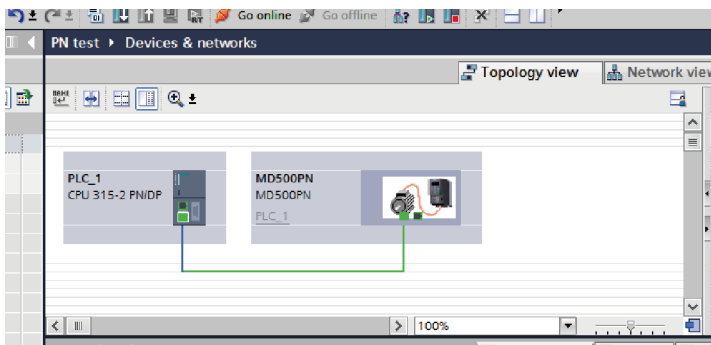 Go online Go offline
PN test Devices & networks
Topology view Network view
PLC_1
CPU 315-2 PN/DP
MD500PN
MD500PN
PLC_1
100%